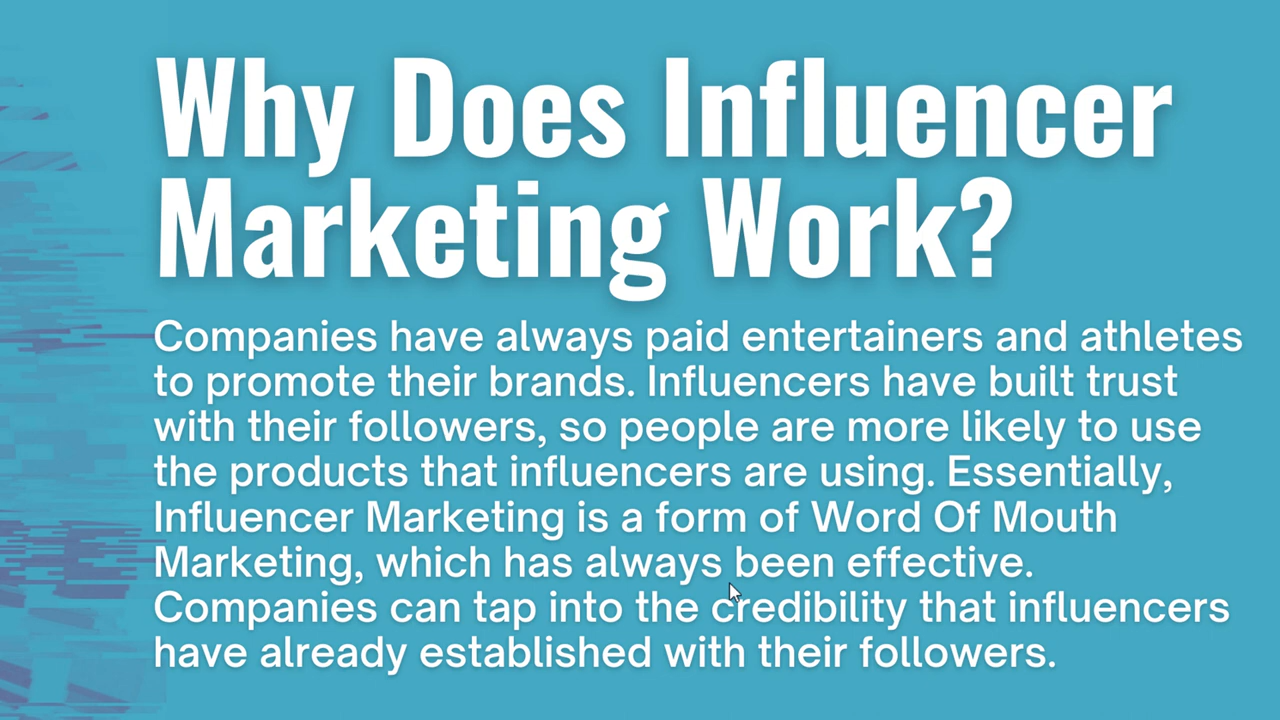 Why Does Influencer
Marketing Work?
Companies have always paid entertainers and athletes
to promote their brands. Influencers have built trust
with their followers, so people are more likely to use
the products that influencers are using. Essentially,
Influencer Marketing is a form of Word Of Mouth
Marketing, which has always been effective.
Companies can tap into the credibility that influencers
have already established with their followers.